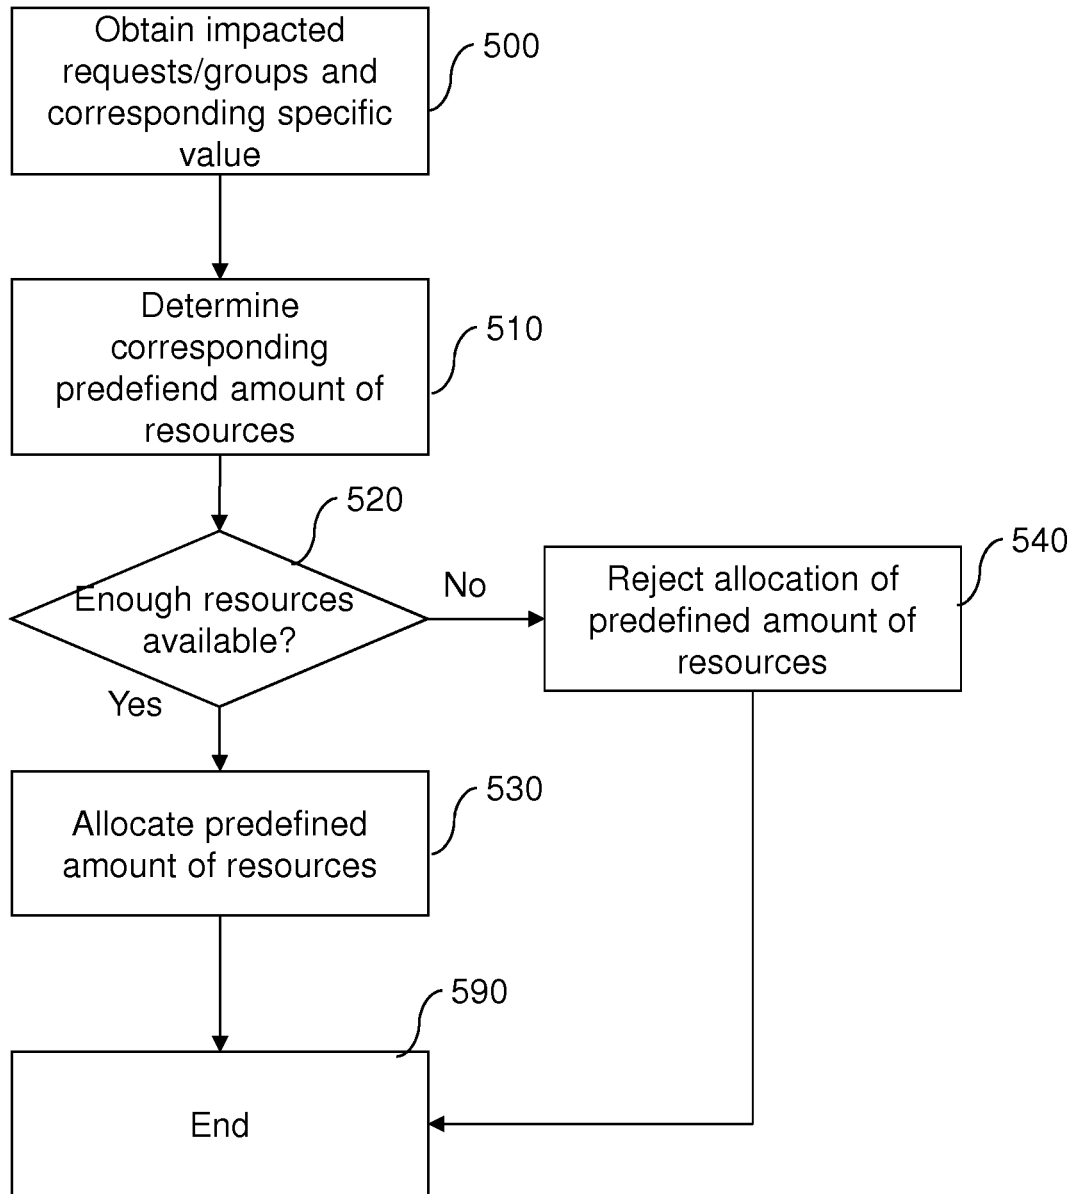 Obtain impacted
requests/groups and
corresponding specific
value
500
Determine
corresponding
predefiend amount of
resources
510
520
Enough resources
available?
No
Yes
540
Reject allocation of
predefined amount of
resources
530
Allocate predefined
amount of resources
590
End